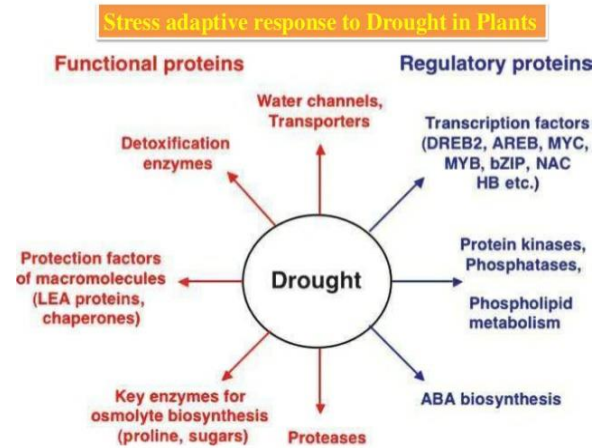 Stress adaptive response to Drought in Plants
Functional proteins
Regulatory proteins
Water channels,
Transporters
Detoxification
enzymes
Protection factors
of macromolecules
(LEA proteins,
chaperones)
Key enzymes for
osmolyte biosynthesis
(proline, sugars)
Proteases
Drought
Transcription factors
(DREB2, AREB, MYC,
MYB, bZIP, NAC
HB etc.)
Protein kinases,
Phosphatases,
Phospholipid
metabolism
ABA biosynthesis